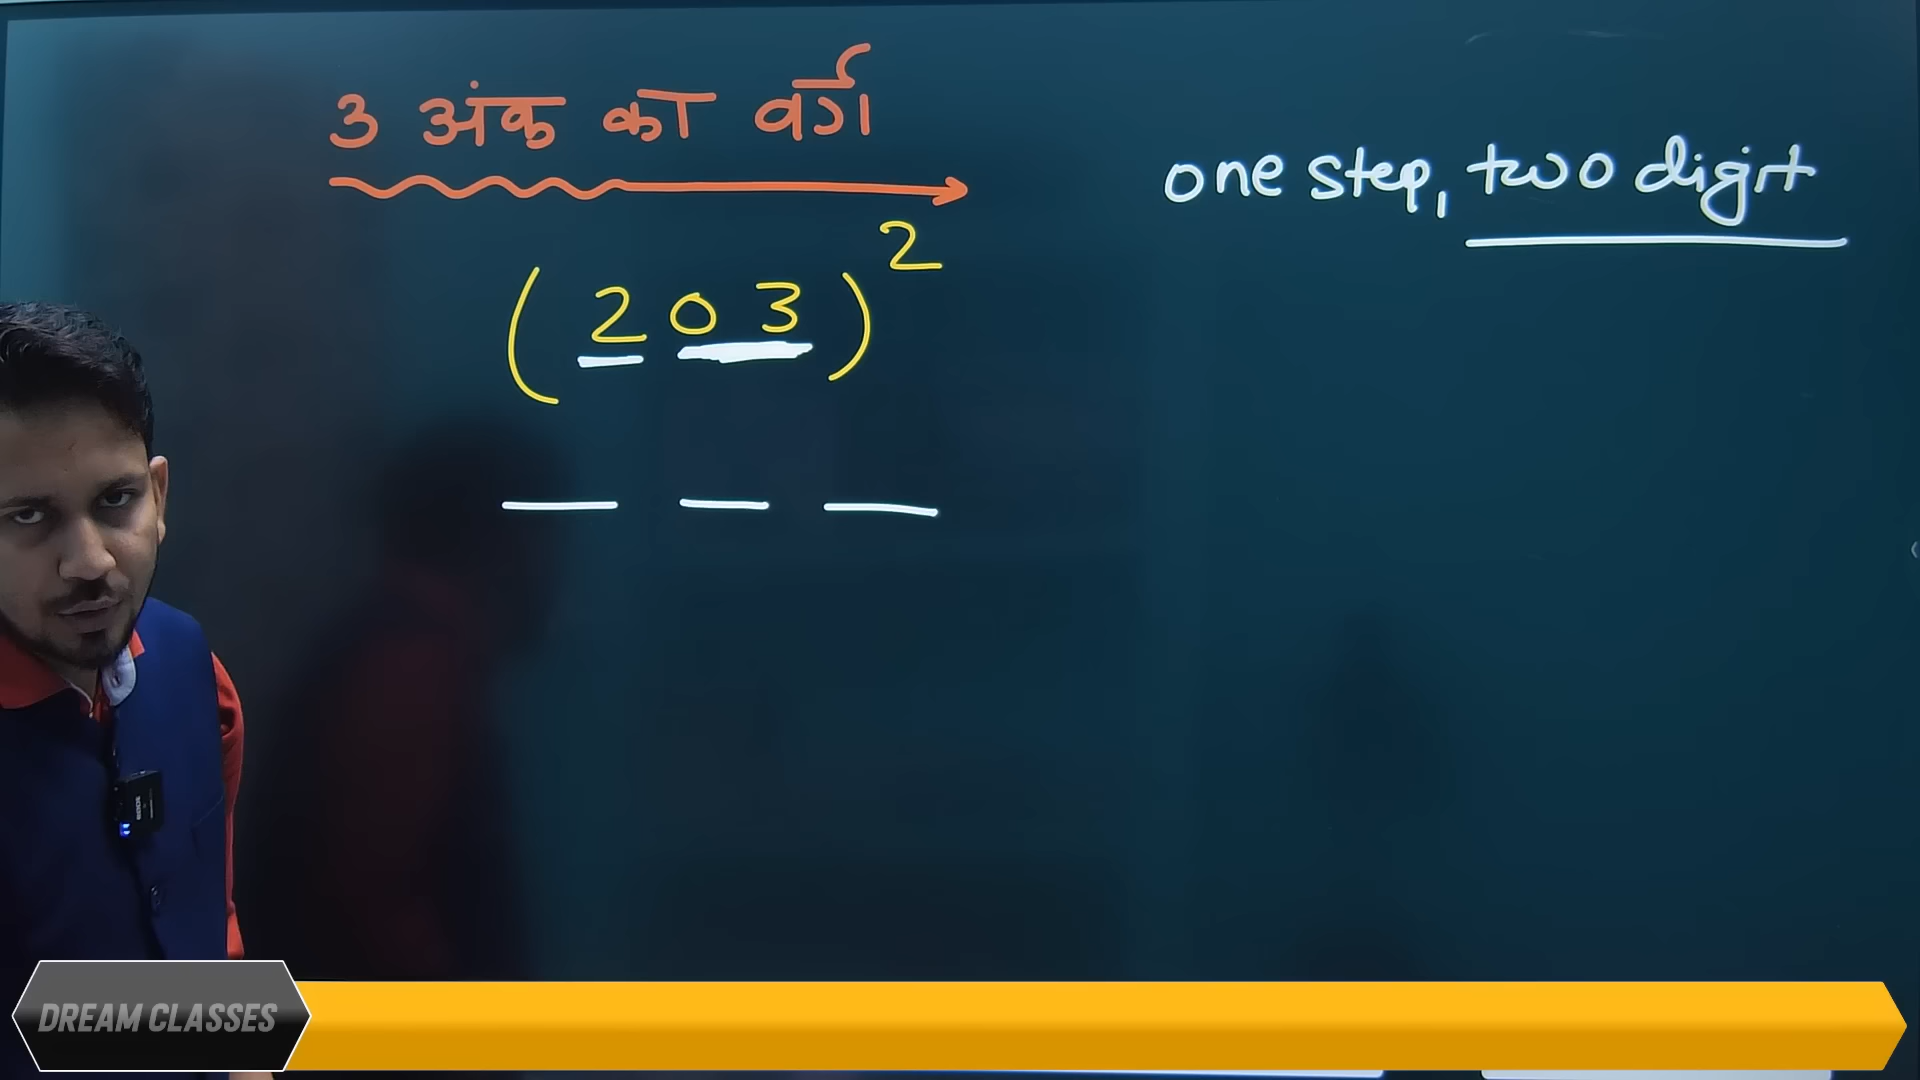 3 अंक का वर्ग
one step, two digit
(203)²
DREAM CLASSES